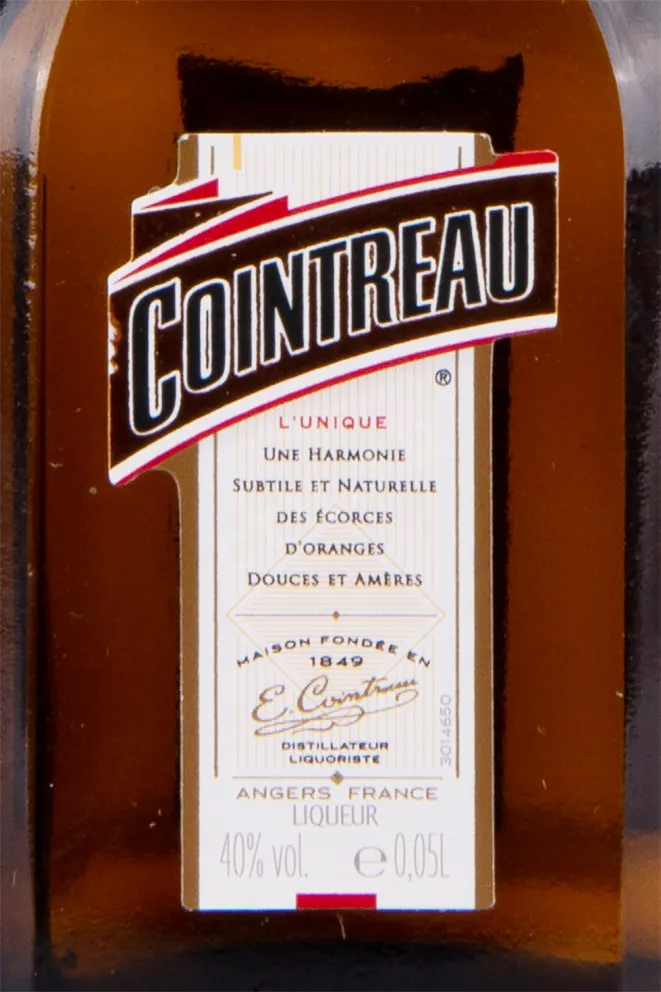 COINTREAU
®
L'UNIQUE
UNE HARMONIE
SUBTILE ET NATURELLE
DES ÉCORCES
D'ORANGES
DOUCES ET AMÈRES
MAISON FONDÉE EN
1849
E. Cointreau
DISTILLATEUR
LIQUORISTE
3014650
ANGERS FRANCE
LIQUEUR
40% vol. ℮ 0,05L